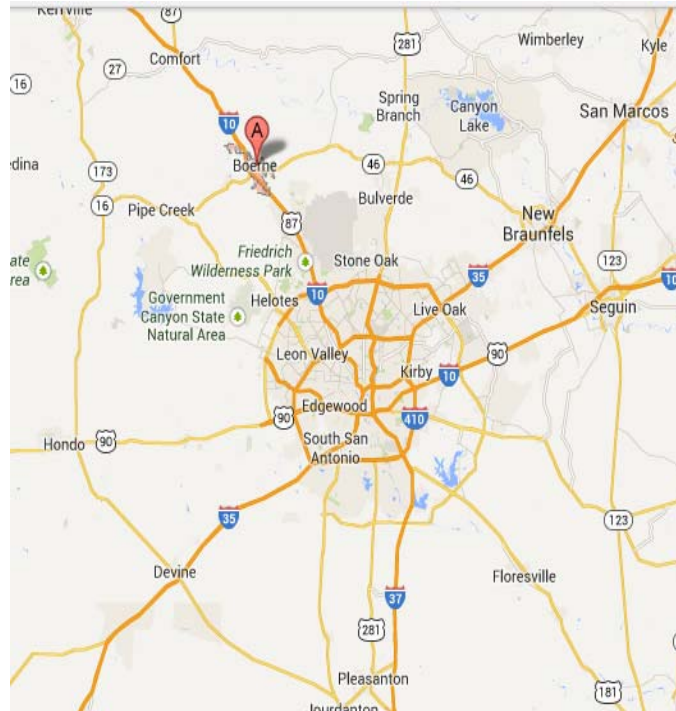 Kerrville
87
281
Wimberley
Kyle
Comfort
27
16
10
A
Spring
Branch
Canyon
Lake
San Marcos
Boerne
46
46
173
16
Pipe Creek
Bulverde
87
New
Braunfels
Friedrich
Wilderness Park
Stone Oak
35
123
10
Government
Canyon State
Natural Area
Helotes
10
Live Oak
Seguin
Leon Valley
Kirby
10
90
Edgewood
90
410
South San
Antonio
Hondo
90
35
123
Devine
Floresville
37
281
Pleasanton
181
Jourdanton